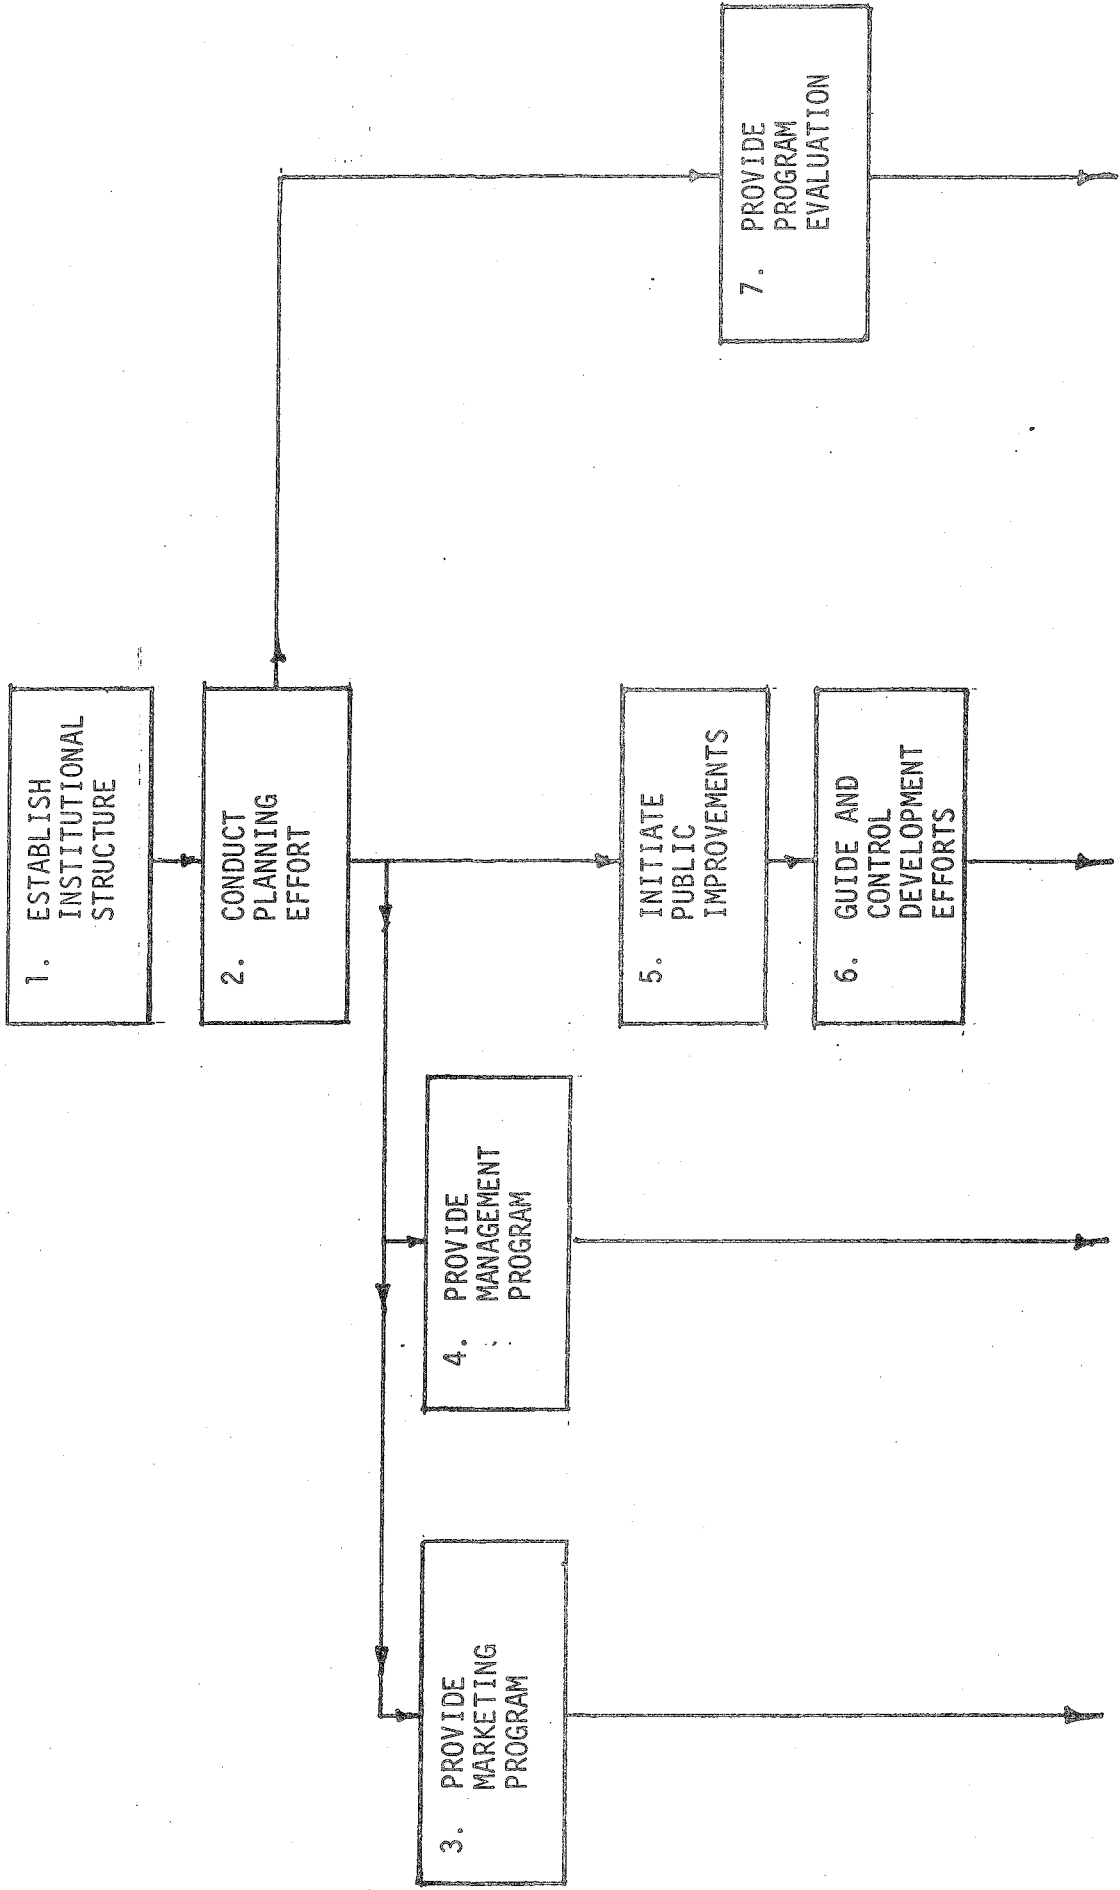 1. ESTABLISH
INSTITUTIONAL
STRUCTURE
2. CONDUCT
PLANNING
EFFORT
3. PROVIDE
MARKETING
PROGRAM
4. PROVIDE
MANAGEMENT
PROGRAM
5. INITIATE
PUBLIC
IMPROVEMENTS
6. GUIDE AND
CONTROL
DEVELOPMENT
EFFORTS
7. PROVIDE
PROGRAM
EVALUATION